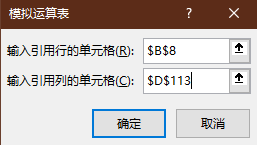 模拟运算表 ? ×
输入引用行的单元格(R): $B$8
输入引用列的单元格(C): $D$113
确定 取消